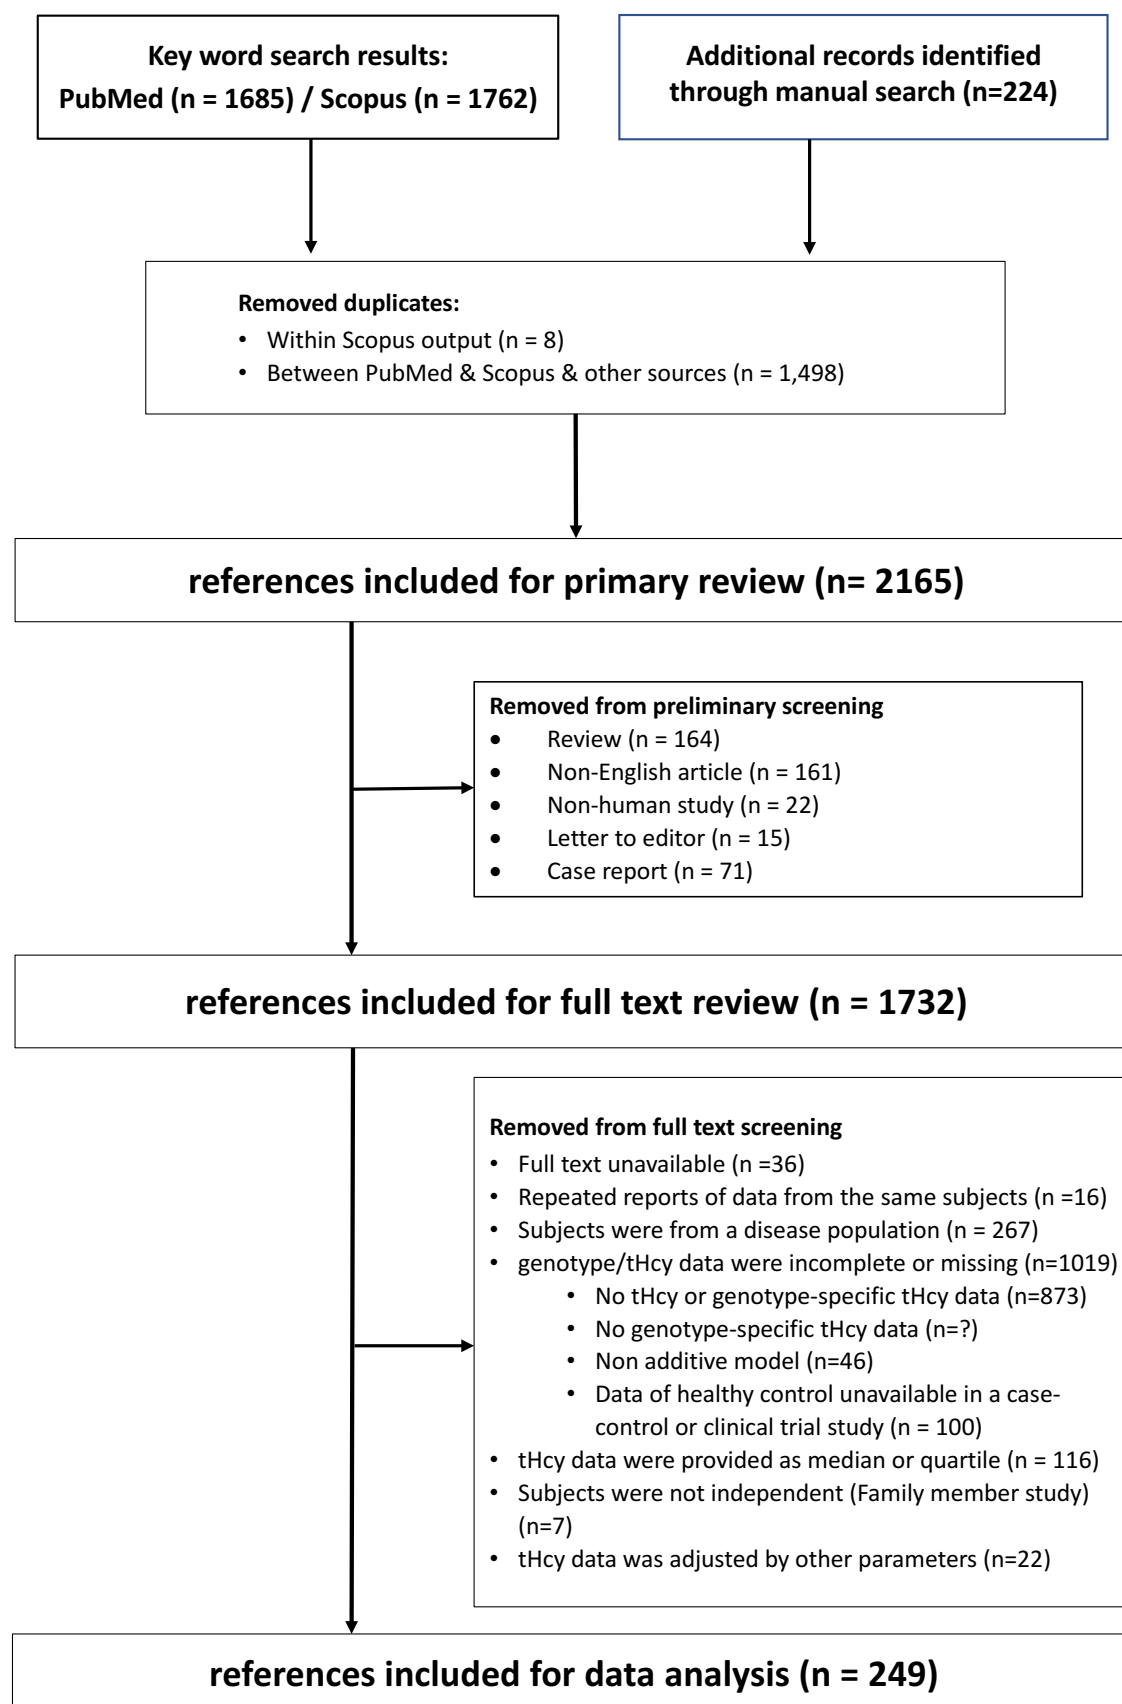 Key word search results:
PubMed (n = 1685) / Scopus (n = 1762)
Additional records identified
through manual search (n=224)
Removed duplicates:
• Within Scopus output (n = 8)
• Between PubMed & Scopus & other sources (n = 1,498)
references included for primary review (n= 2165)
Removed from preliminary screening
• Review (n = 164)
• Non-English article (n = 161)
• Non-human study (n = 22)
• Letter to editor (n = 15)
• Case report (n = 71)
references included for full text review (n = 1732)
Removed from full text screening
• Full text unavailable (n =36)
• Repeated reports of data from the same subjects (n =16)
• Subjects were from a disease population (n = 267)
• genotype/tHcy data were incomplete or missing (n=1019)
• No tHcy or genotype-specific tHcy data (n=873)
• No genotype-specific tHcy data (n=?)
• Non additive model (n=46)
• Data of healthy control unavailable in a case-
control or clinical trial study (n = 100)
• tHcy data were provided as median or quartile (n = 116)
• Subjects were not independent (Family member study)
(n=7)
• tHcy data was adjusted by other parameters (n=22)
references included for data analysis (n = 249)